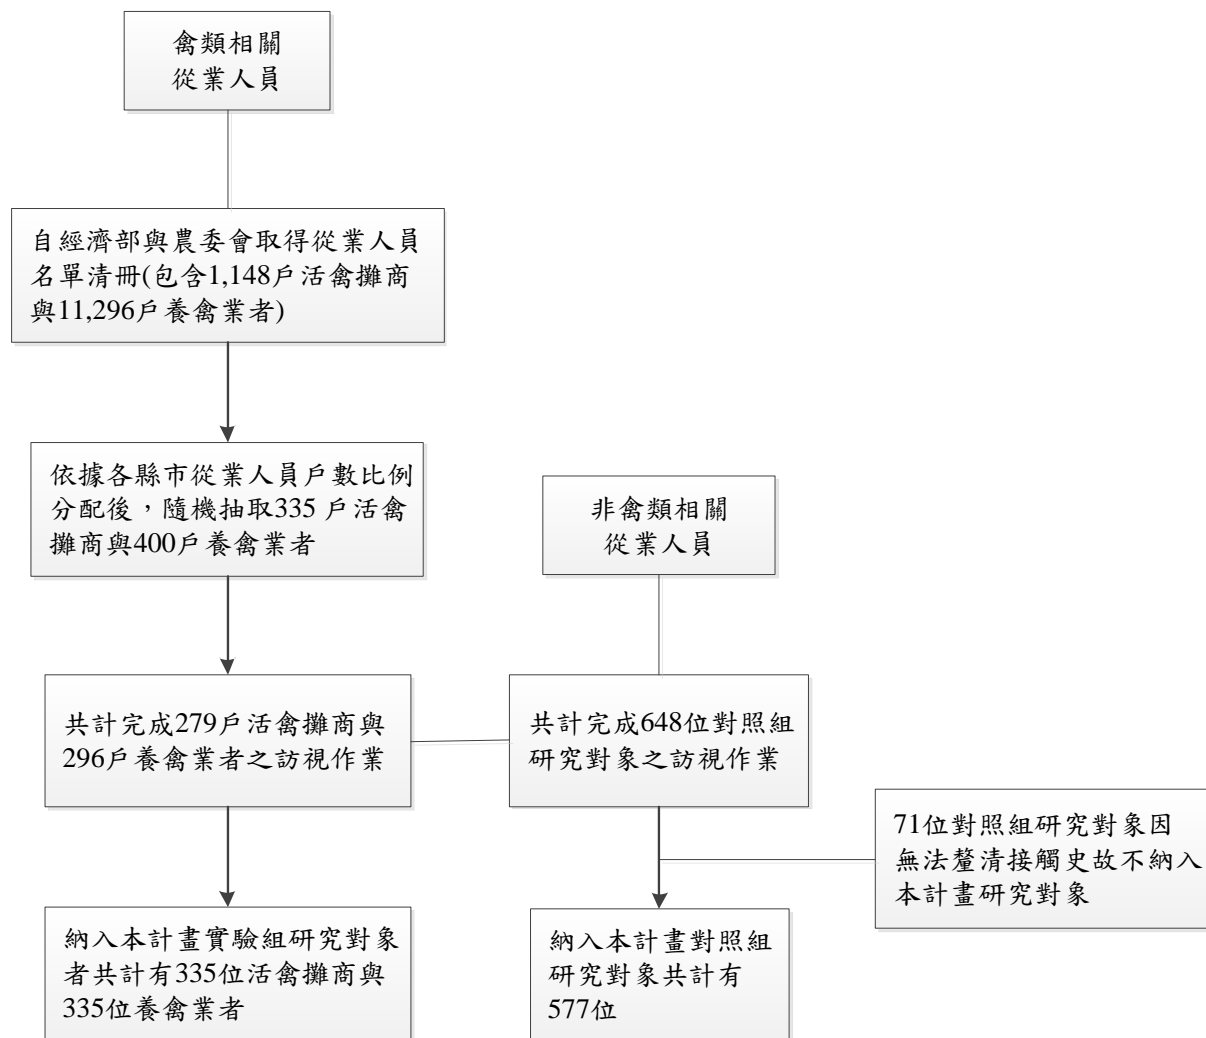 禽類相關
從業人員
自經濟部與農委會取得從業人員
名單清冊(包含1,148戶活禽攤商
與11,296戶養禽業者)
依據各縣市從業人員戶數比例
分配後，隨機抽取335 戶活禽
攤商與400戶養禽業者
非禽類相關
從業人員
共計完成279戶活禽攤商與
296戶養禽業者之訪視作業
共計完成648位對照組
研究對象之訪視作業
71位對照組研究對象因
無法釐清接觸史故不納入
本計畫研究對象
納入本計畫實驗組研究對象
者共計有335位活禽攤商與
335位養禽業者
納入本計畫對照組
研究對象共計有
577位